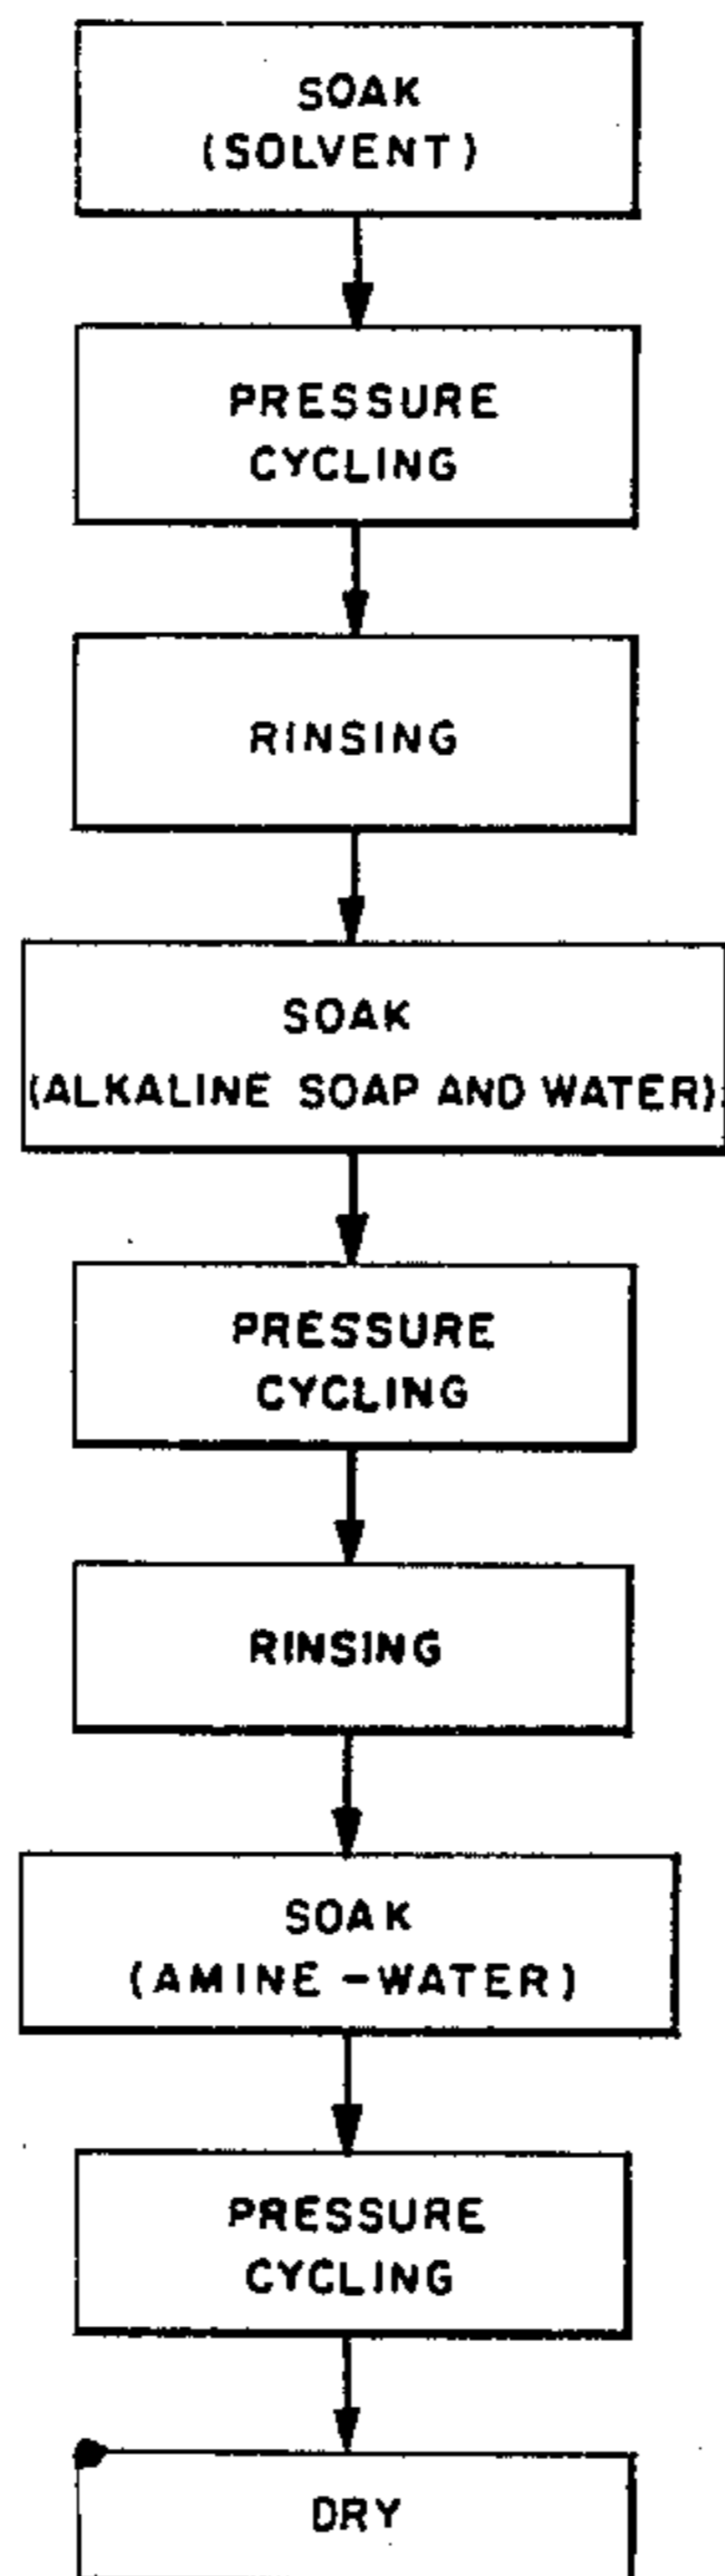 SOAK
(SOLVENT)
PRESSURE
CYCLING
RINSING
SOAK
(ALKALINE SOAP AND WATER)
PRESSURE
CYCLING
RINSING
SOAK
(AMINE-WATER)
PRESSURE
CYCLING
DRY